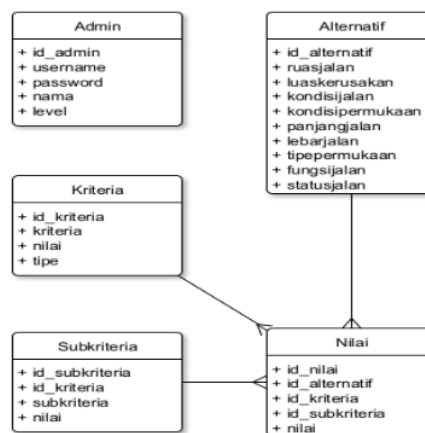 Admin
+ id_admin
+ username
+ password
+ nama
+ level
Alternatif
+ id_alternatif
+ ruasjalan
+ luaskerusakan
+ kondisijalan
+ kondisipermukaan
+ panjangjalan
+ lebarjalan
+ tipepermukaan
+ fungsijalan
+ statusjalan
Kriteria
+ id_kriteria
+ kriteria
+ nilai
+ tipe
Subkriteria
+ id_subkriteria
+ id_kriteria
+ subkriteria
+ nilai
Nilai
+ id_nilai
+ id_alternatif
+ id_kriteria
+ id_subkriteria
+ nilai